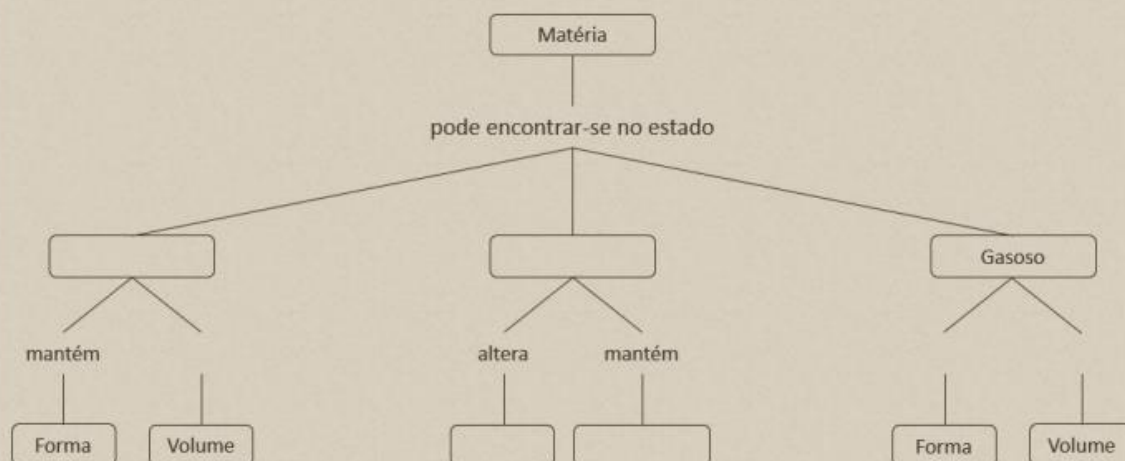 Matéria
pode encontrar-se no estado
Gasoso
mantém
altera
mantém
Forma
Volume
Forma
Volume